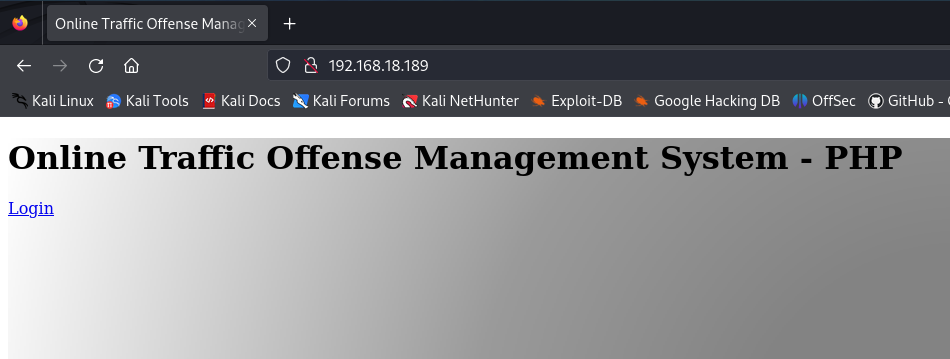 Online Traffic Offense Manag
192.168.18.189
Kali Linux Kali Tools Kali Docs Kali Forums Kali NetHunter Exploit-DB Google Hacking DB OffSec GitHub -
Online Traffic Offense Management System - PHP
Login